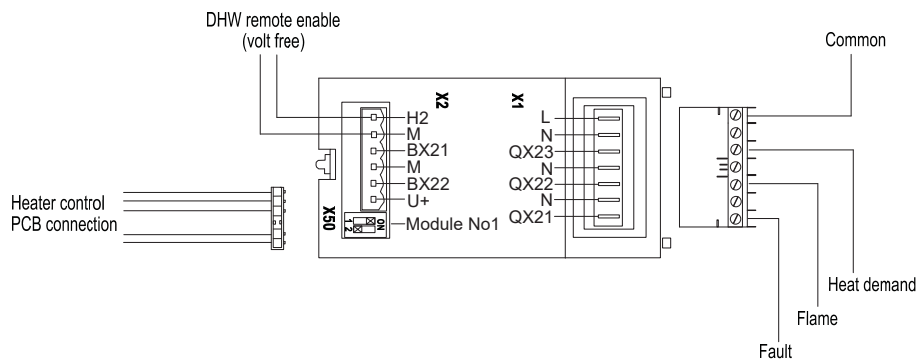 DHW remote enable
(volt free)
Common
X2
X1
H2
M
BX21
M
BX22
U+
L
N
QX23
N
QX22
N
QX21
Heater control
PCB connection
X50
1 2
ON
Module No1
Heat demand
Flame
Fault